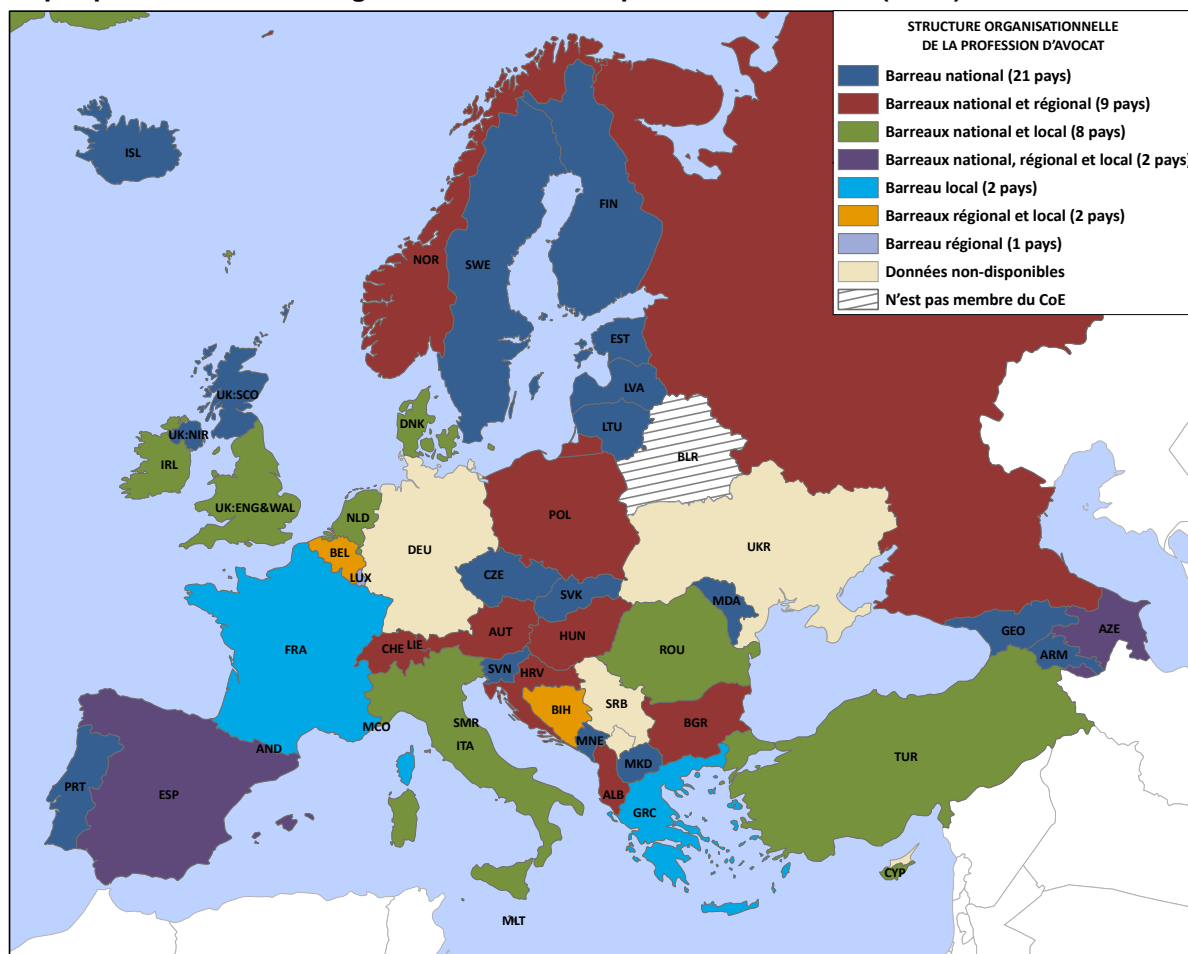 STRUCTURE ORGANISATIONNELLE
DE LA PROFESSION D'AVOCAT
Barreau national (21 pays)
Barreaux national et régional (9 pays)
Barreaux national et local (8 pays)
Barreaux national, régional et local (2 pays)
Barreau local (2 pays)
Barreaux régional et local (2 pays)
Barreau régional (1 pays)
Données non-disponibles
N'est pas membre du CoE
ISL
FIN
NOR
SWE
EST
UK:SCO
LVA
DNK
LTU
UK:NIR
BLR
IRL
UK:ENG&WAL
NLD
POL
DEU
UKR
BEL
LUX
CZE
SVK
MDA
AUT
HUN
GEO
AZE
FRA
CHE
LIE
ROU
ARM
SVN
HRV
BIH
SRB
MCO
SMR
BGR
ITA
MNE
AND
MKD
TUR
PRT
ESP
ALB
GRC
CYP
MLT